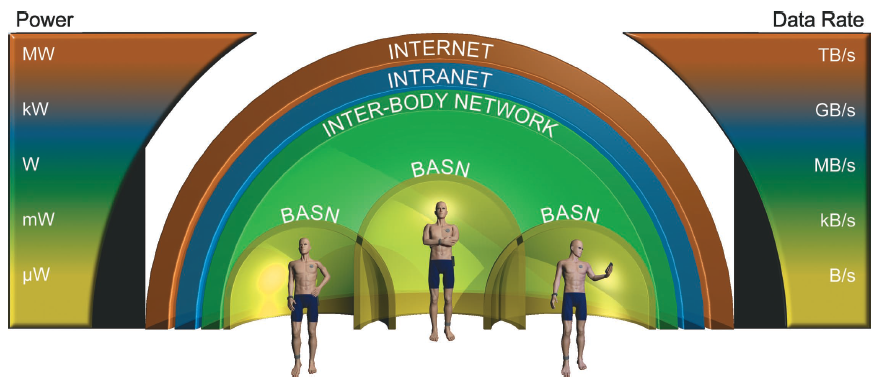 Power
Data Rate
MW
TB/s
kW
GB/s
W
MB/s
mW
kB/s
µW
B/s
INTERNET
INTRANET
INTER-BODY NETWORK
BASN
BASN
BASN